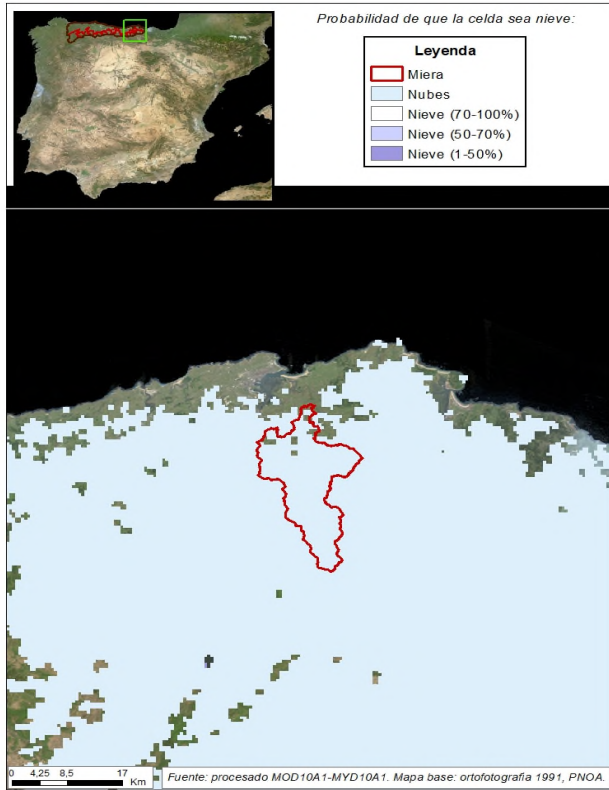 Probabilidad de que la celda sea nieve:
Leyenda
Miera
Nubes
Nieve (70-100%)
Nieve (50-70%)
Nieve (1-50%)
0 4,25 8,5 17
Km
Fuente: procesado MOD10A1-MYD10A1. Mapa base: ortofotografia 1991, PNOA.